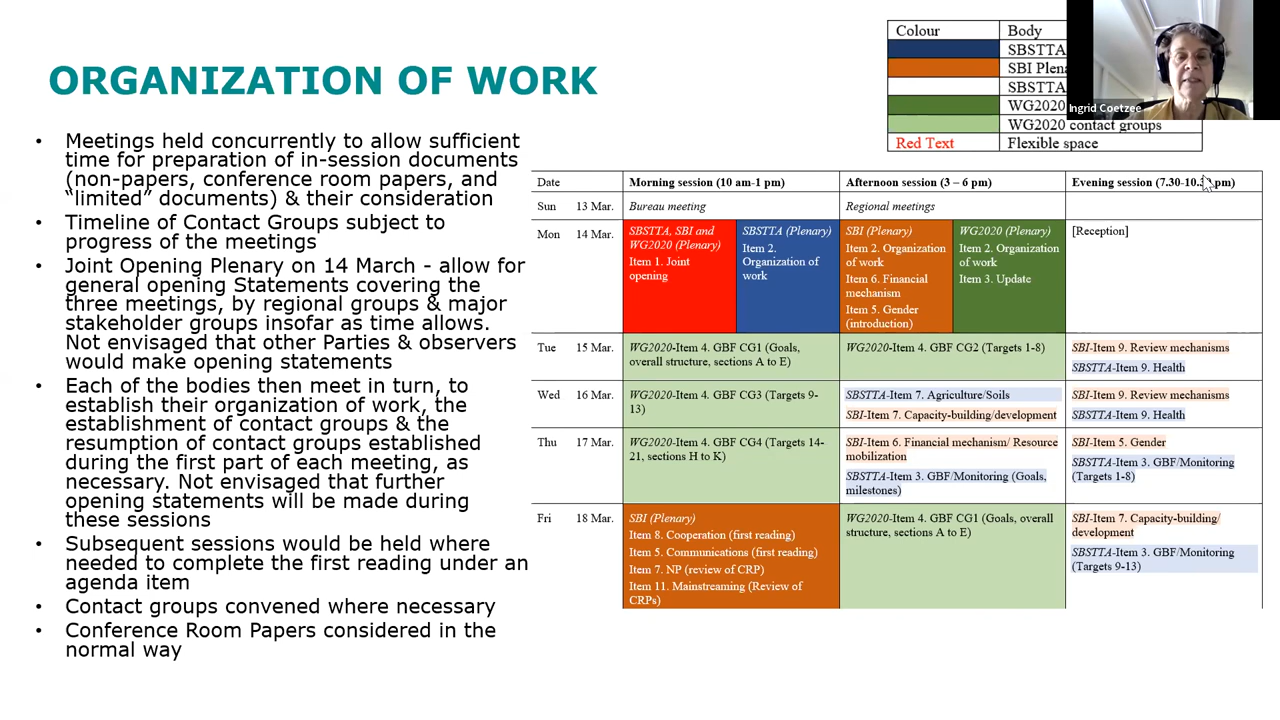 ORGANIZATION OF WORK
• Meetings held concurrently to allow sufficient
time for preparation of in-session documents
(non-papers, conference room papers, and
“limited” documents) & their consideration
• Timeline of Contact Groups subject to
progress of the meetings
• Joint Opening Plenary on 14 March - allow for
general opening Statements covering the
three meetings, by regional groups & major
stakeholder groups insofar as time allows.
Not envisaged that other Parties & observers
would make opening statements
• Each of the bodies then meet in turn, to
establish their organization of work, the
establishment of contact groups & the
resumption of contact groups established
during the first part of each meeting, as
necessary. Not envisaged that further
opening statements will be made during
these sessions
• Subsequent sessions would be held where
needed to complete the first reading under an
agenda item
• Contact groups convened where necessary
• Conference Room Papers considered in the
normal way
Colour Body
SBSTTA
SBI
SBSTTA
WG2020
WG2020 contact groups
Red Text Flexible space
Ingrid Coetzee
Date Morning session (10 am-1 pm) Afternoon session (3 – 6 pm) Evening session (7.30-10. pm)
Sun 13 Mar. Bureau meeting Regional meetings
Mon 14 Mar.
SBSTTA, SBI and
WG2020 (Plenary)
Item 1. Joint
opening
SBSTTA (Plenary)
Item 2.
Organization of
work
SBI (Plenary)
Item 2. Organization
of work
Item 6. Financial
mechanism
Item 5. Gender
(introduction)
WG2020 (Plenary)
Item 2. Organization
of work
Item 3. Update
[Reception]
Tue 15 Mar.
WG2020-Item 4. GBF CG1 (Goals,
overall structure, sections A to E)
WG2020-Item 4. GBF CG2 (Targets 1-8)
SBI-Item 9. Review mechanisms
SBSTTA-Item 9. Health
Wed 16 Mar.
WG2020-Item 4. GBF CG3 (Targets 9-
13)
SBSTTA-Item 7. Agriculture/Soils
SBI-Item 7. Capacity-building/development
SBI-Item 9. Review mechanisms
SBSTTA-Item 9. Health
Thu 17 Mar.
WG2020-Item 4. GBF CG4 (Targets 14-
21, sections H to K)
SBI-Item 6. Financial mechanism/ Resource
mobilization
SBSTTA-Item 3. GBF/Monitoring (Goals,
milestones)
SBI-Item 5. Gender
SBSTTA-Item 3. GBF/Monitoring
(Targets 1-8)
Fri 18 Mar.
SBI (Plenary)
Item 8. Cooperation (first reading)
Item 5. Communications (first reading)
Item 7. NP (review of CRP)
Item 11. Mainstreaming (Review of
CRPs)
WG2020-Item 4. GBF CG1 (Goals, overall
structure, sections A to E)
SBI-Item 7. Capacity-building/
development
SBSTTA-Item 3. GBF/Monitoring
(Targets 9-13)